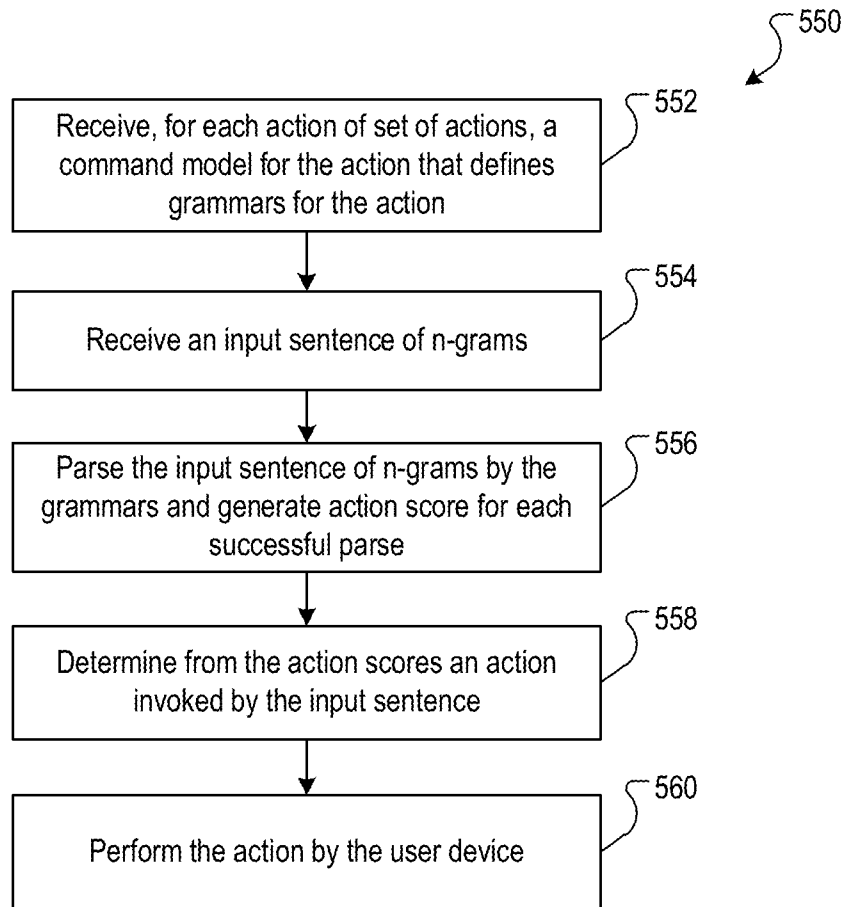 550
552
Receive, for each action of set of actions, a
command model for the action that defines
grammars for the action
554
Receive an input sentence of n-grams
556
Parse the input sentence of n-grams by the
grammars and generate action score for each
successful parse
558
Determine from the action scores an action
invoked by the input sentence
560
Perform the action by the user device